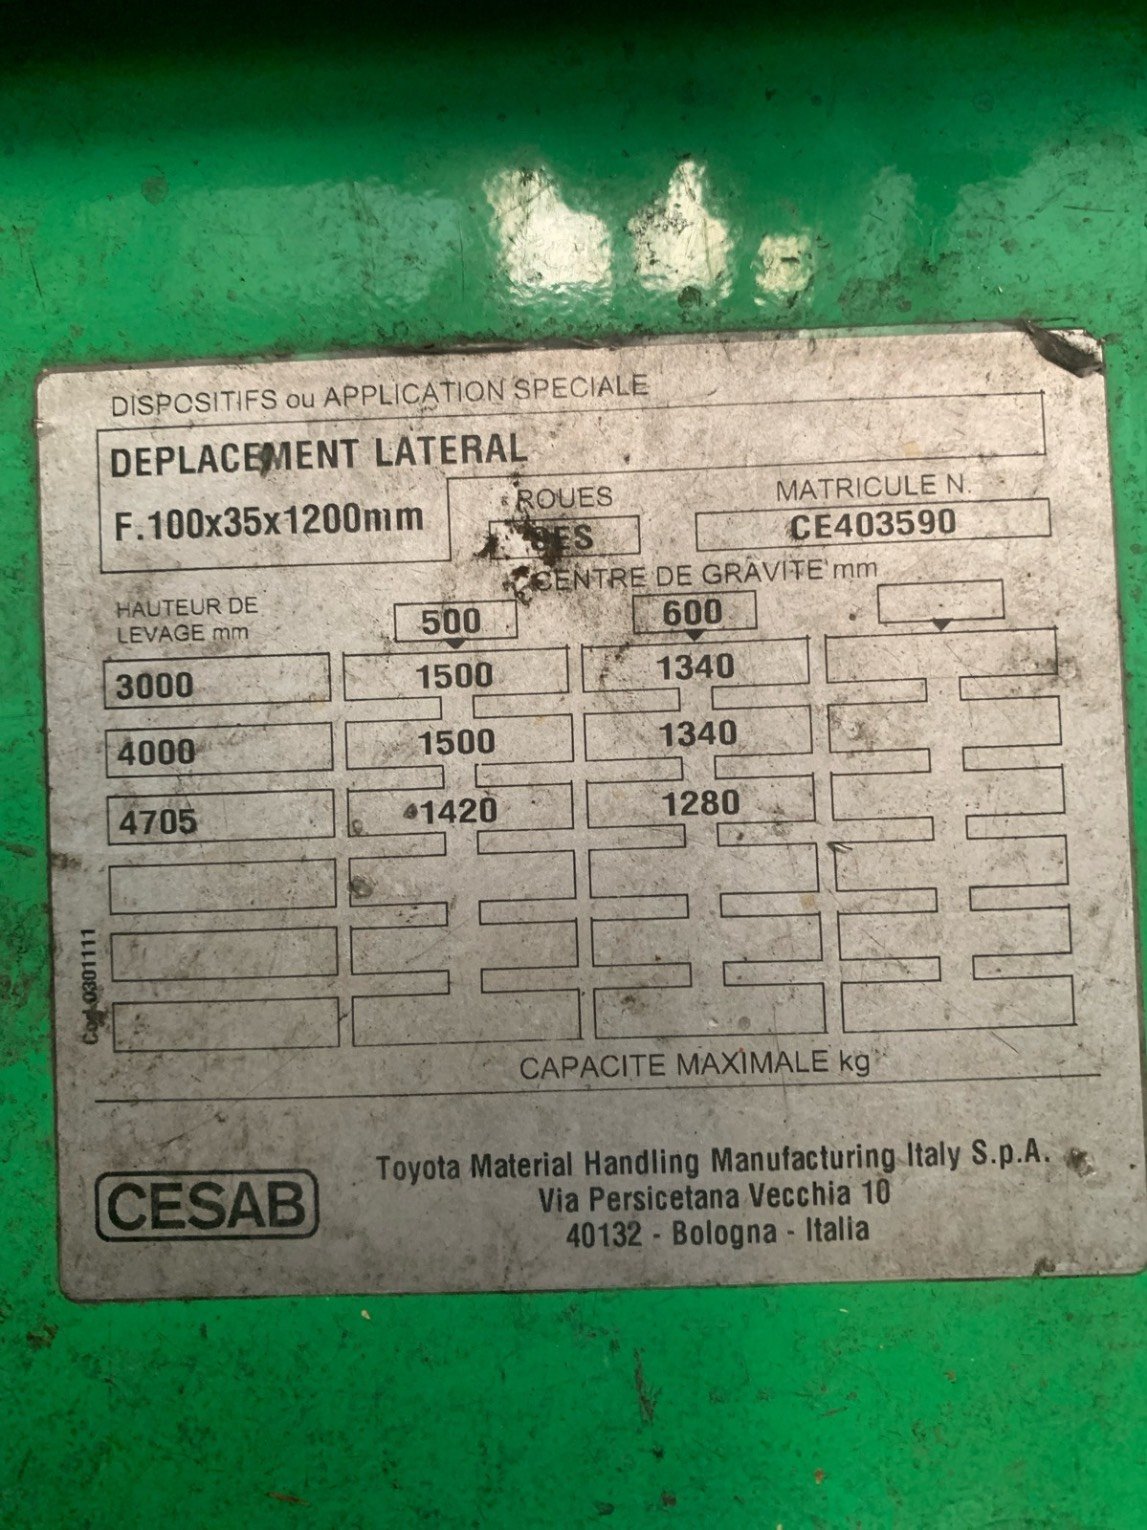 DISPOSITIFS ou APPLICATION SPECIALE
DEPLACEMENT LATERAL
F.100x35x1200mm
ROUES
MATRICULE N.
CE403590
CENTRE DE GRAVITE mm
HAUTEUR DE
LEVAGE mm
500 600
3000 1500 1340
4000 1500 1340
4705 1420 1280
0301111
CAPACITE MAXIMALE kg
CESAB
Toyota Material Handling Manufacturing Italy S.p.A.
Via Persicetana Vecchia 10
40132 - Bologna - Italia